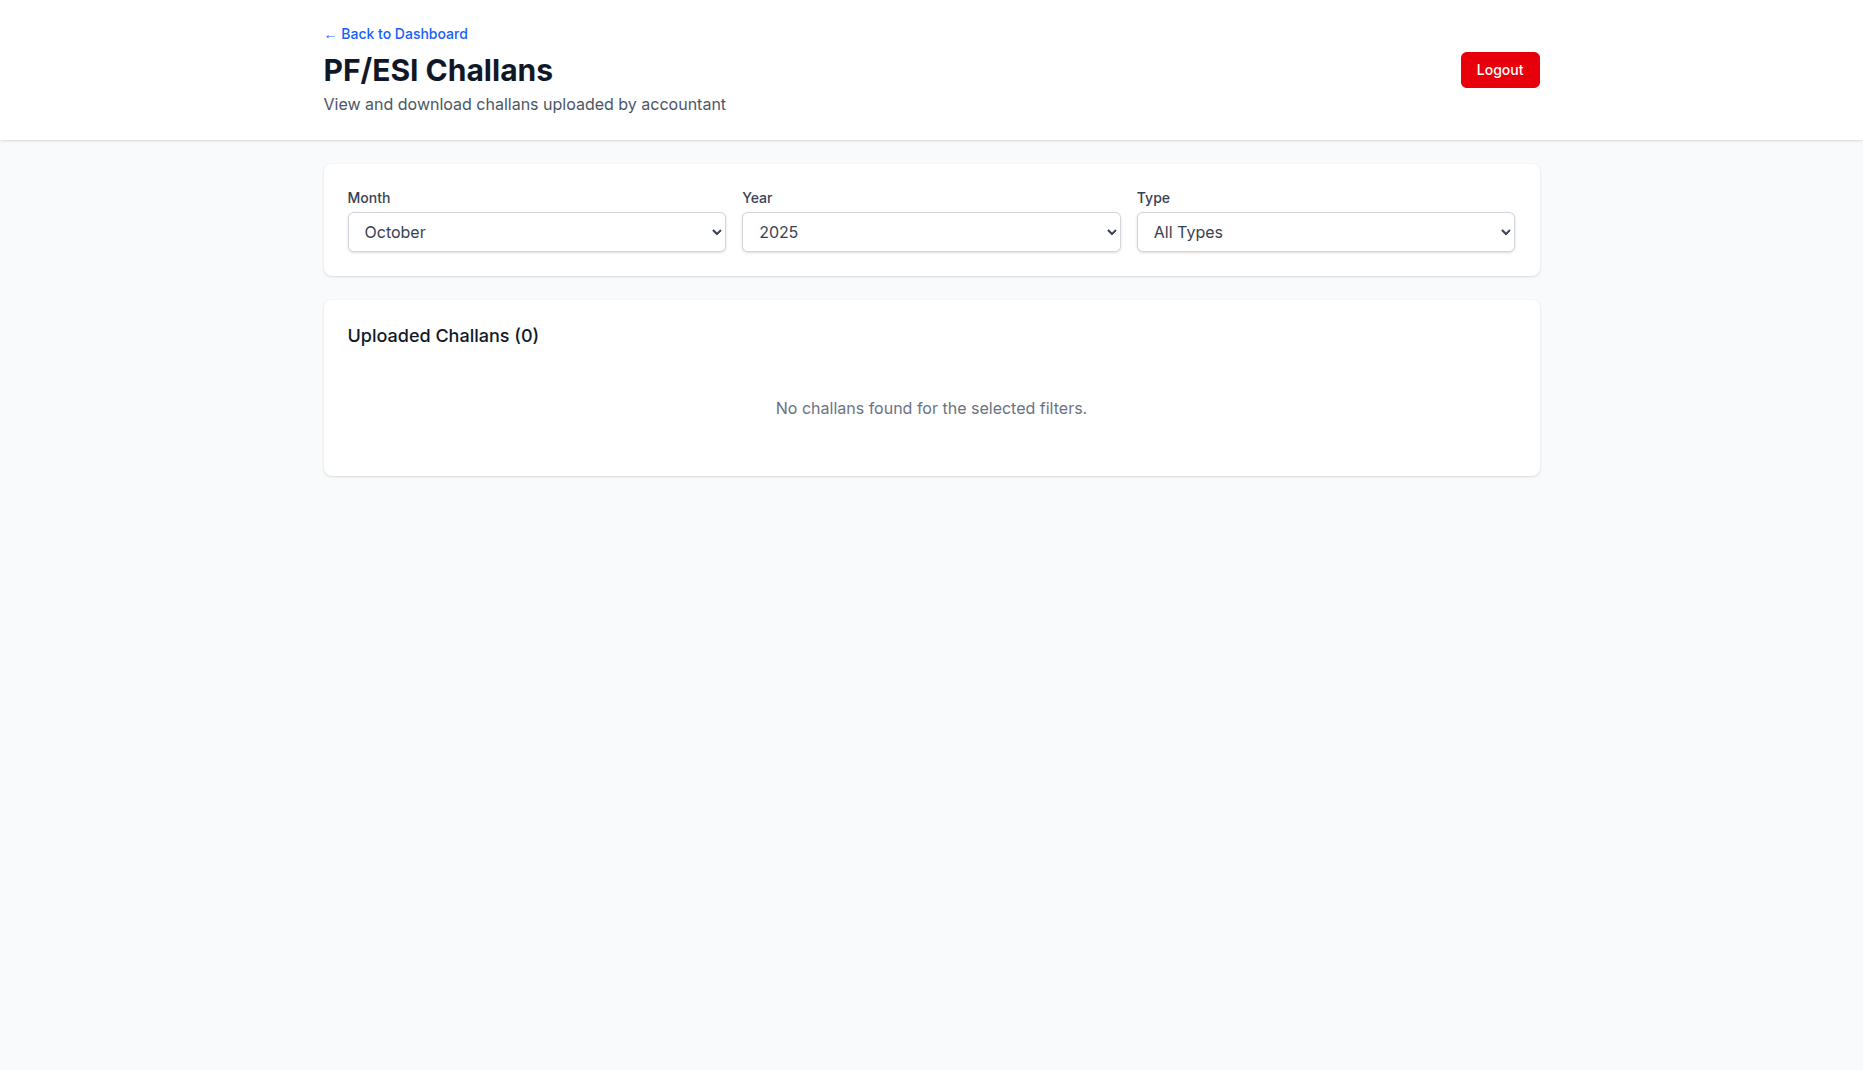 ← Back to Dashboard
PF/ESI Challans
View and download challans uploaded by accountant
Logout
Month
Year
Type
October
2025
All Types
Uploaded Challans (0)
No challans found for the selected filters.